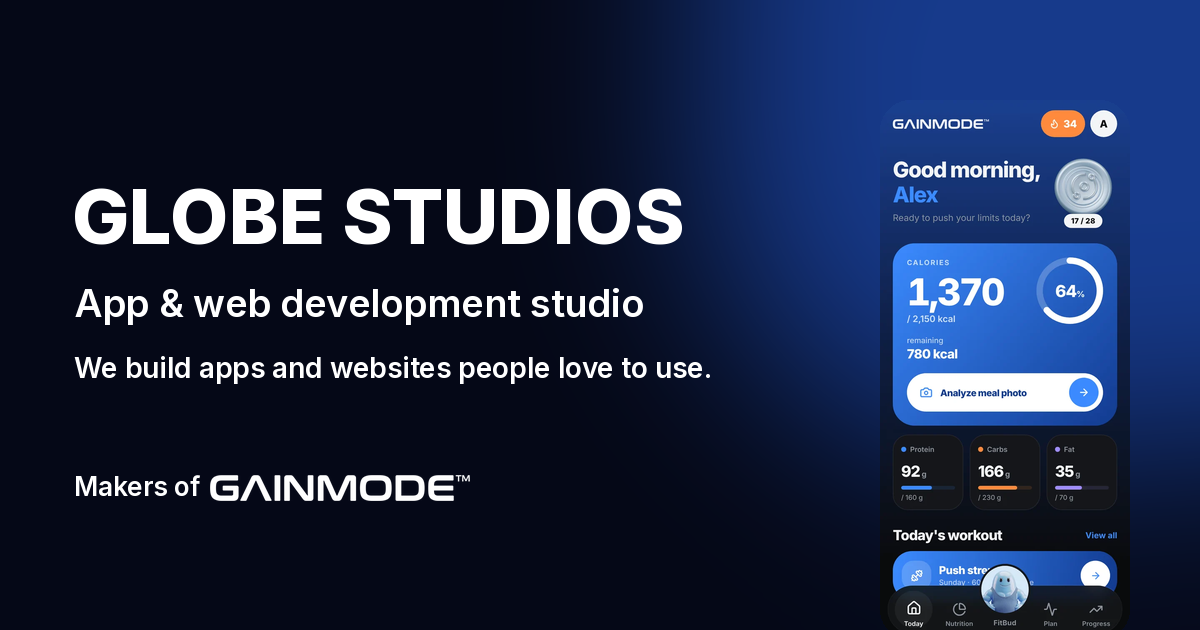 GLOBE STUDIOS
App & web development studio
We build apps and websites people love to use.
Makers of GAINMODE™
GAINMODE™
34
A
Good morning,
Alex
Ready to push your limits today?
17 / 28
CALORIES
1,370
/ 2,150 kcal
64%
remaining
780 kcal
Analyze meal photo
Protein
92 g
/ 160 g
Carbs
166 g
/ 230 g
Fat
35 g
/ 70 g
Today's workout
View all
Push
Sunday
Today
Nutrition
FitBud
Plan
Progress